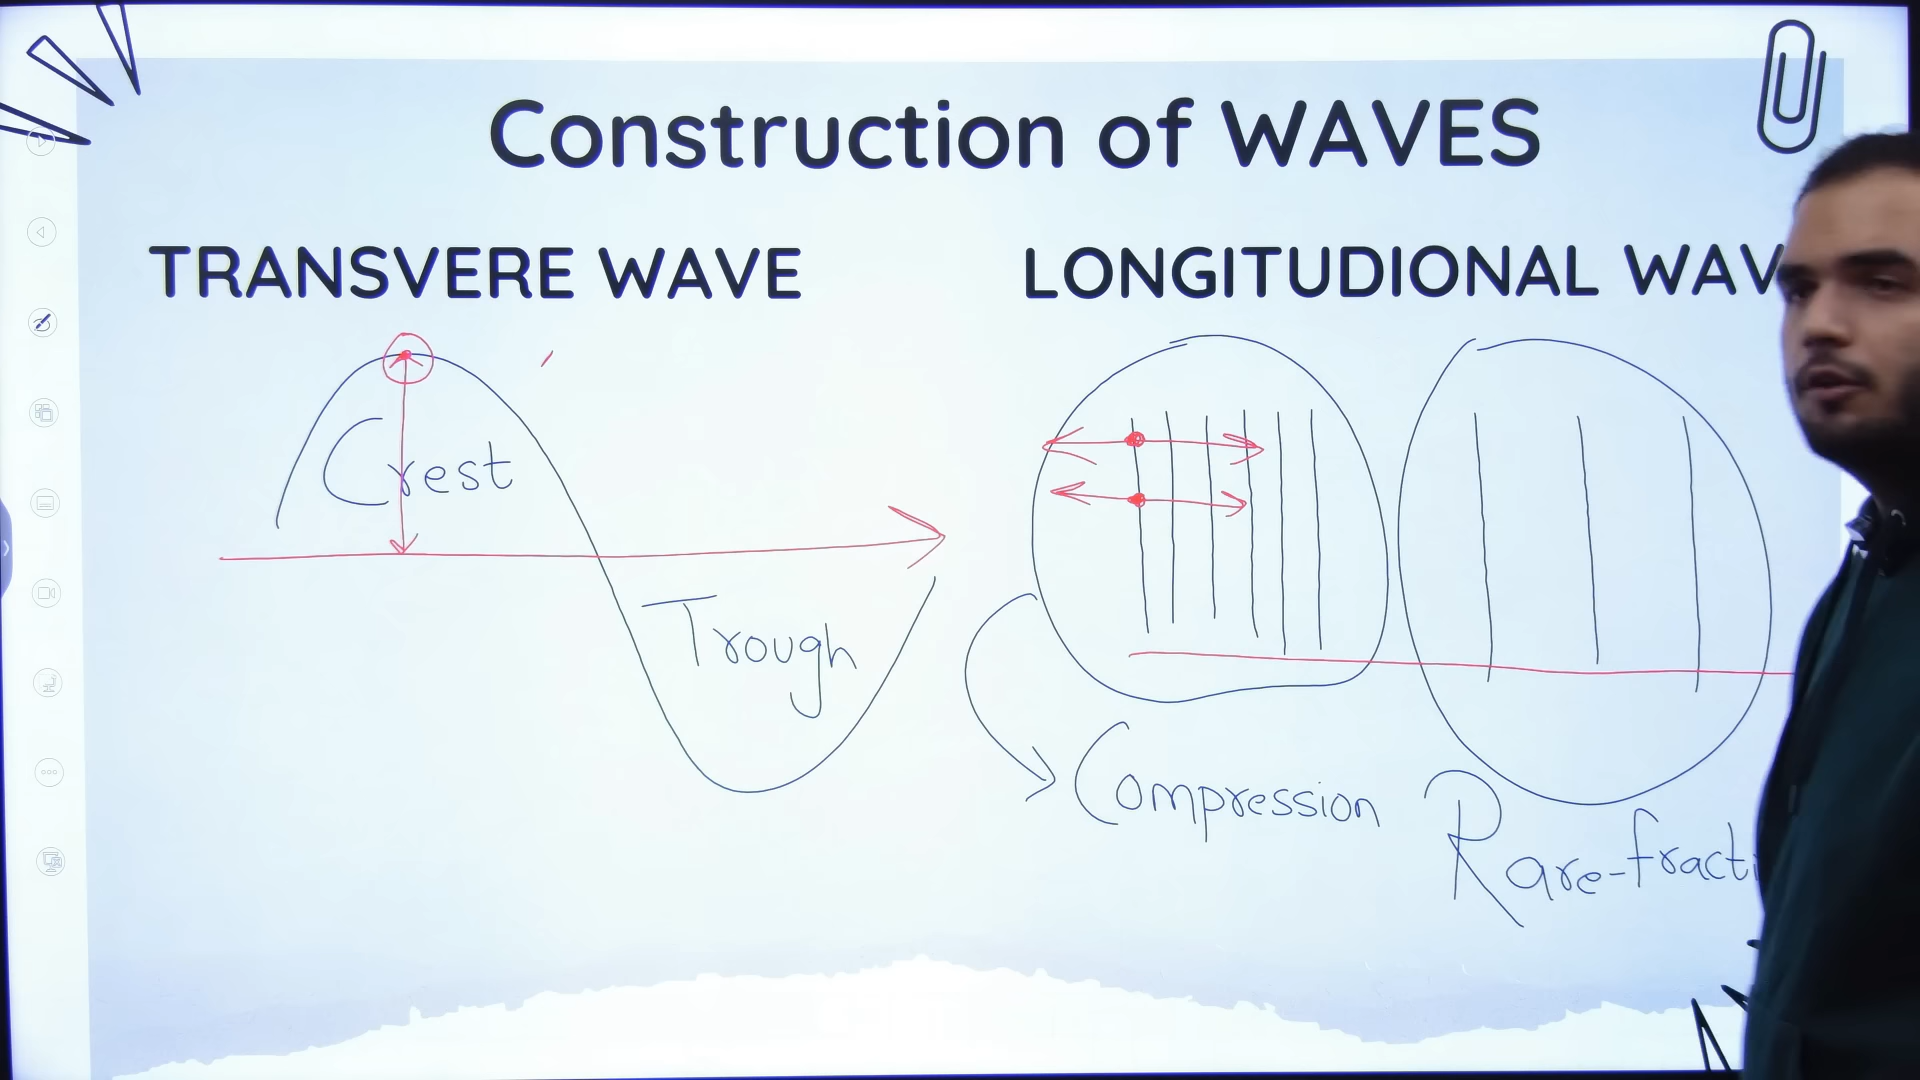 Construction of WAVES
TRANSVERE WAVE
LONGITUDIONAL WAV
Crest
Trough
Compression
Rare-fracti